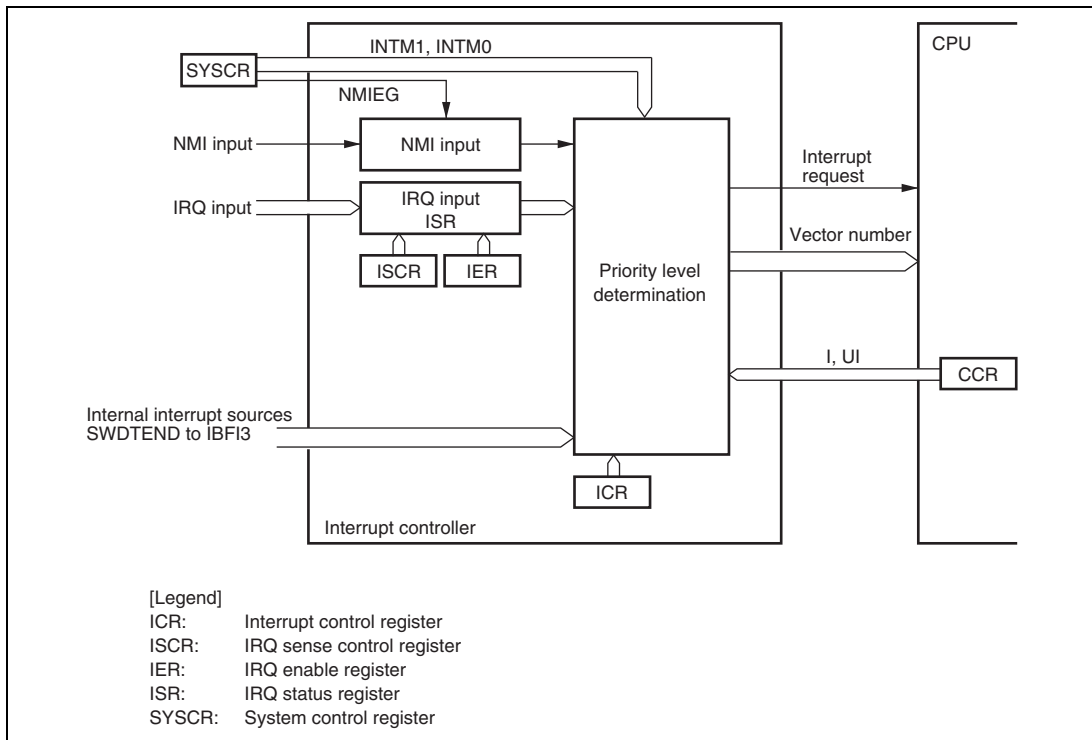 INTM1, INTM0
CPU
SYSCR
NMIEG
NMI input
NMI input
IRQ input
IRQ input
ISR
ISCR
IER
Priority level
determination
Interrupt
request
Vector number
I, UI
CCR
Internal interrupt sources
SWDTEND to IBFI3
ICR
Interrupt controller
[Legend]
ICR: Interrupt control register
ISCR: IRQ sense control register
IER: IRQ enable register
ISR: IRQ status register
SYSCR: System control register